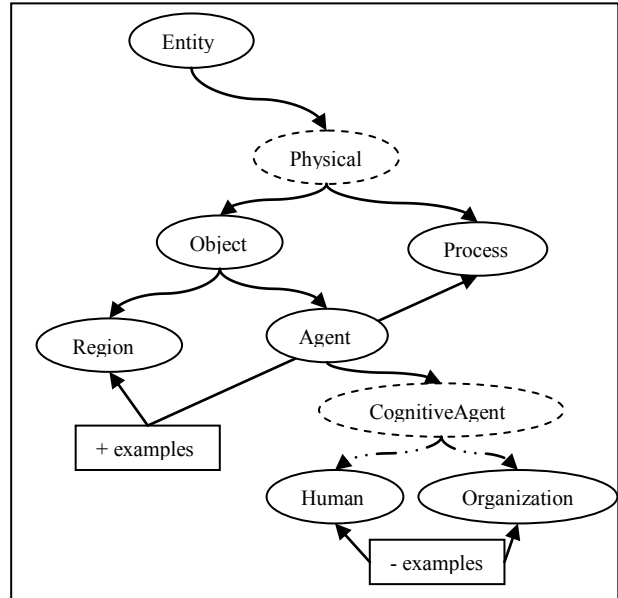 Entity
Physical
Object
Process
Region
Agent
CognitiveAgent
+ examples
Human
Organization
- examples